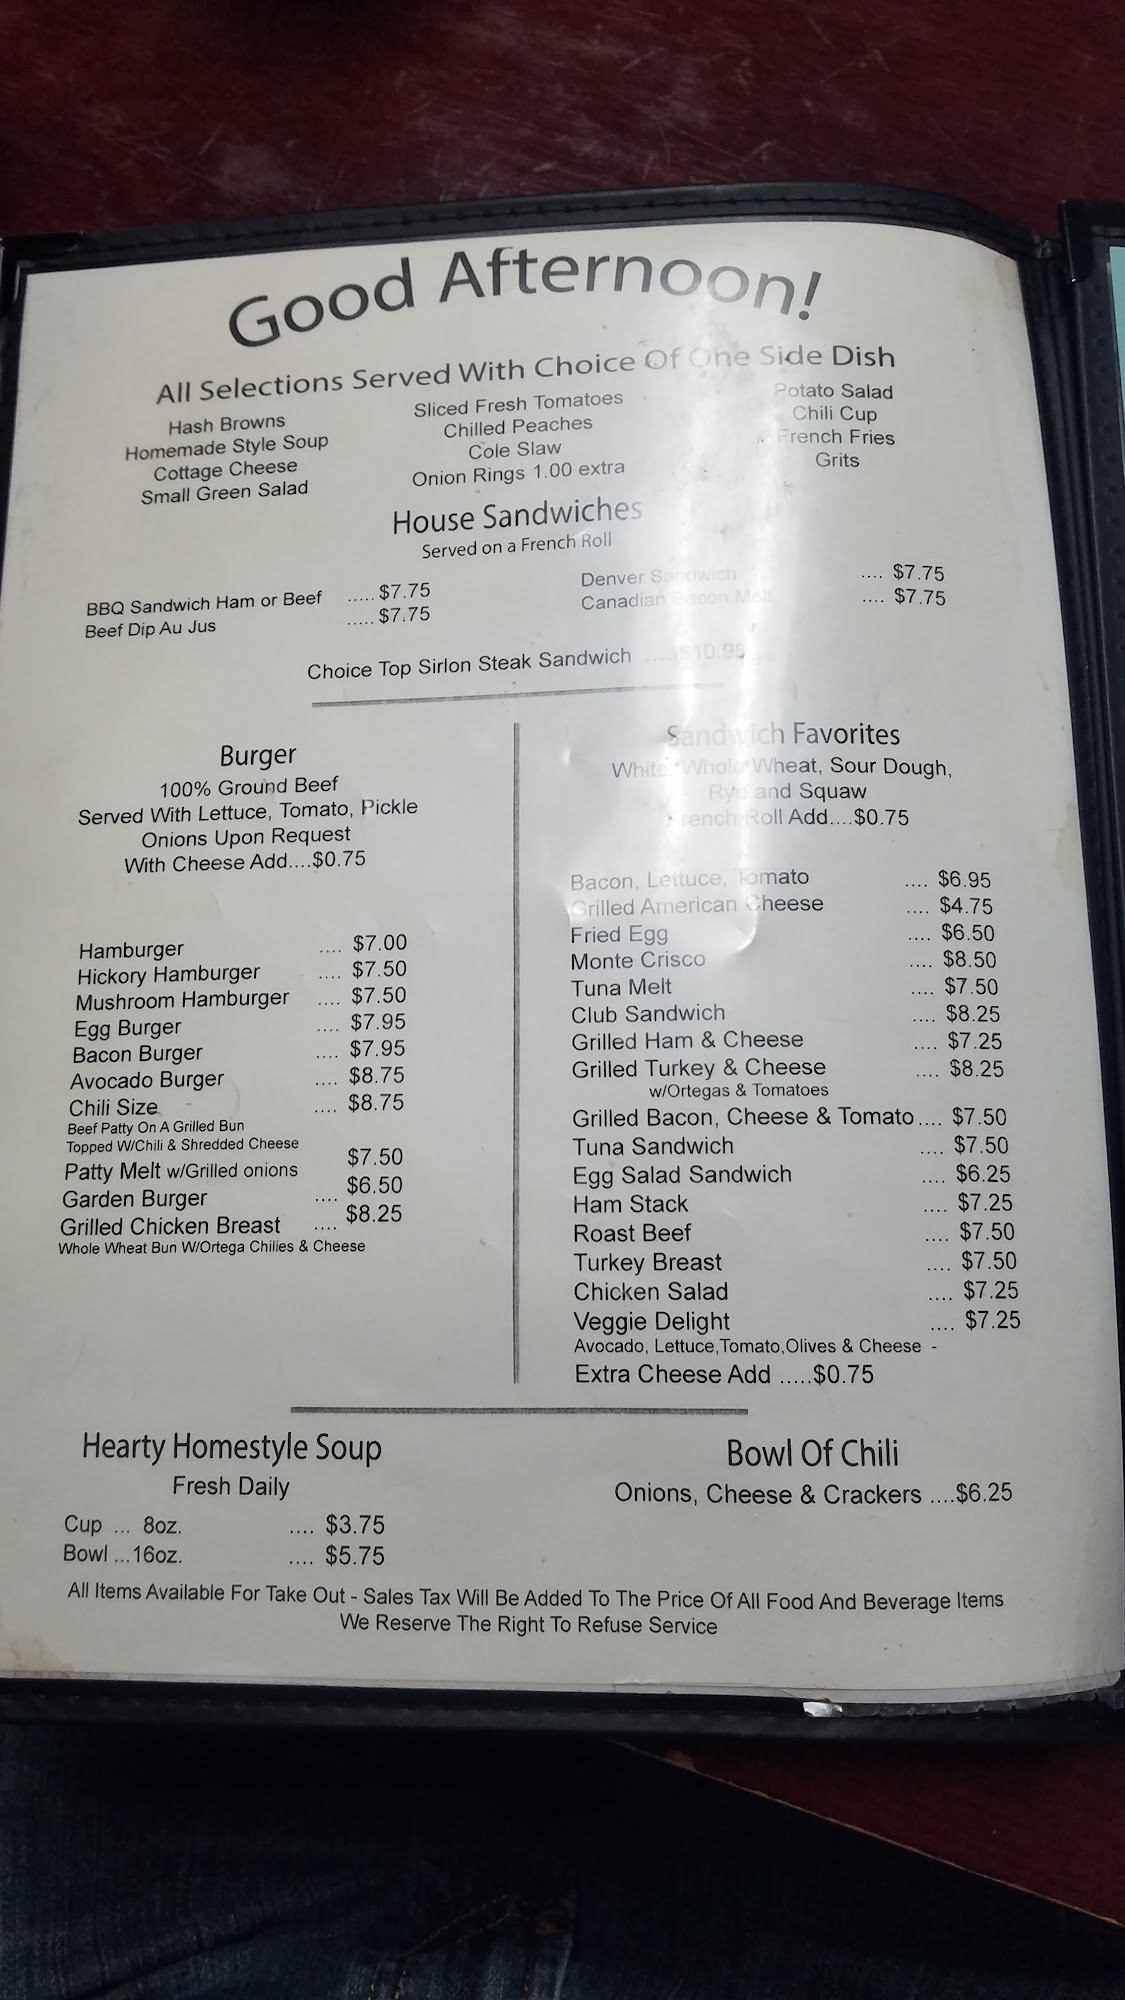 Good Afternoon!
All Selections Served With Choice Of One Side Dish
Hash Browns
Homemade Style Soup
Cottage Cheese
Small Green Salad
Sliced Fresh Tomatoes
Chilled Peaches
Cole Slaw
Onion Rings 1.00 extra
Potato Salad
Chili Cup
French Fries
Grits
House Sandwiches
Served on a French Roll
BBQ Sandwich Ham or Beef ..... $7.75
Beef Dip Au Jus ..... $7.75
Denver Sandwich .... $7.75
Canadian Bacon Melt .... $7.75
Choice Top Sirlon Steak Sandwich .... $10.95
Burger
100% Ground Beef
Served With Lettuce, Tomato, Pickle
Onions Upon Request
With Cheese Add....$0.75
Hamburger .... $7.00
Hickory Hamburger .... $7.50
Mushroom Hamburger .... $7.50
Egg Burger .... $7.95
Bacon Burger .... $7.95
Avocado Burger .... $8.75
Chili Size .... $8.75
Beef Patty On A Grilled Bun
Topped W/Chili & Shredded Cheese
Patty Melt w/Grilled onions $7.50
Garden Burger .... $6.50
Grilled Chicken Breast .... $8.25
Whole Wheat Bun W/Ortega Chilies & Cheese
Sandwich Favorites
White, Whole Wheat, Sour Dough,
Rye and Squaw
French Roll Add....$0.75
Bacon, Lettuce, Tomato .... $6.95
Grilled American Cheese .... $4.75
Fried Egg .... $6.50
Monte Crisco .... $8.50
Tuna Melt .... $7.50
Club Sandwich .... $8.25
Grilled Ham & Cheese .... $7.25
Grilled Turkey & Cheese .... $8.25
w/Ortegas & Tomatoes
Grilled Bacon, Cheese & Tomato.... $7.50
Tuna Sandwich .... $7.50
Egg Salad Sandwich .... $6.25
Ham Stack .... $7.25
Roast Beef .... $7.50
Turkey Breast .... $7.50
Chicken Salad .... $7.25
Veggie Delight .... $7.25
Avocado, Lettuce,Tomato,Olives & Cheese -
Extra Cheese Add .....$0.75
Hearty Homestyle Soup
Fresh Daily
Cup ... 8oz. .... $3.75
Bowl ...16oz. .... $5.75
Bowl Of Chili
Onions, Cheese & Crackers ....$6.25
All Items Available For Take Out - Sales Tax Will Be Added To The Price Of All Food And Beverage Items
We Reserve The Right To Refuse Service